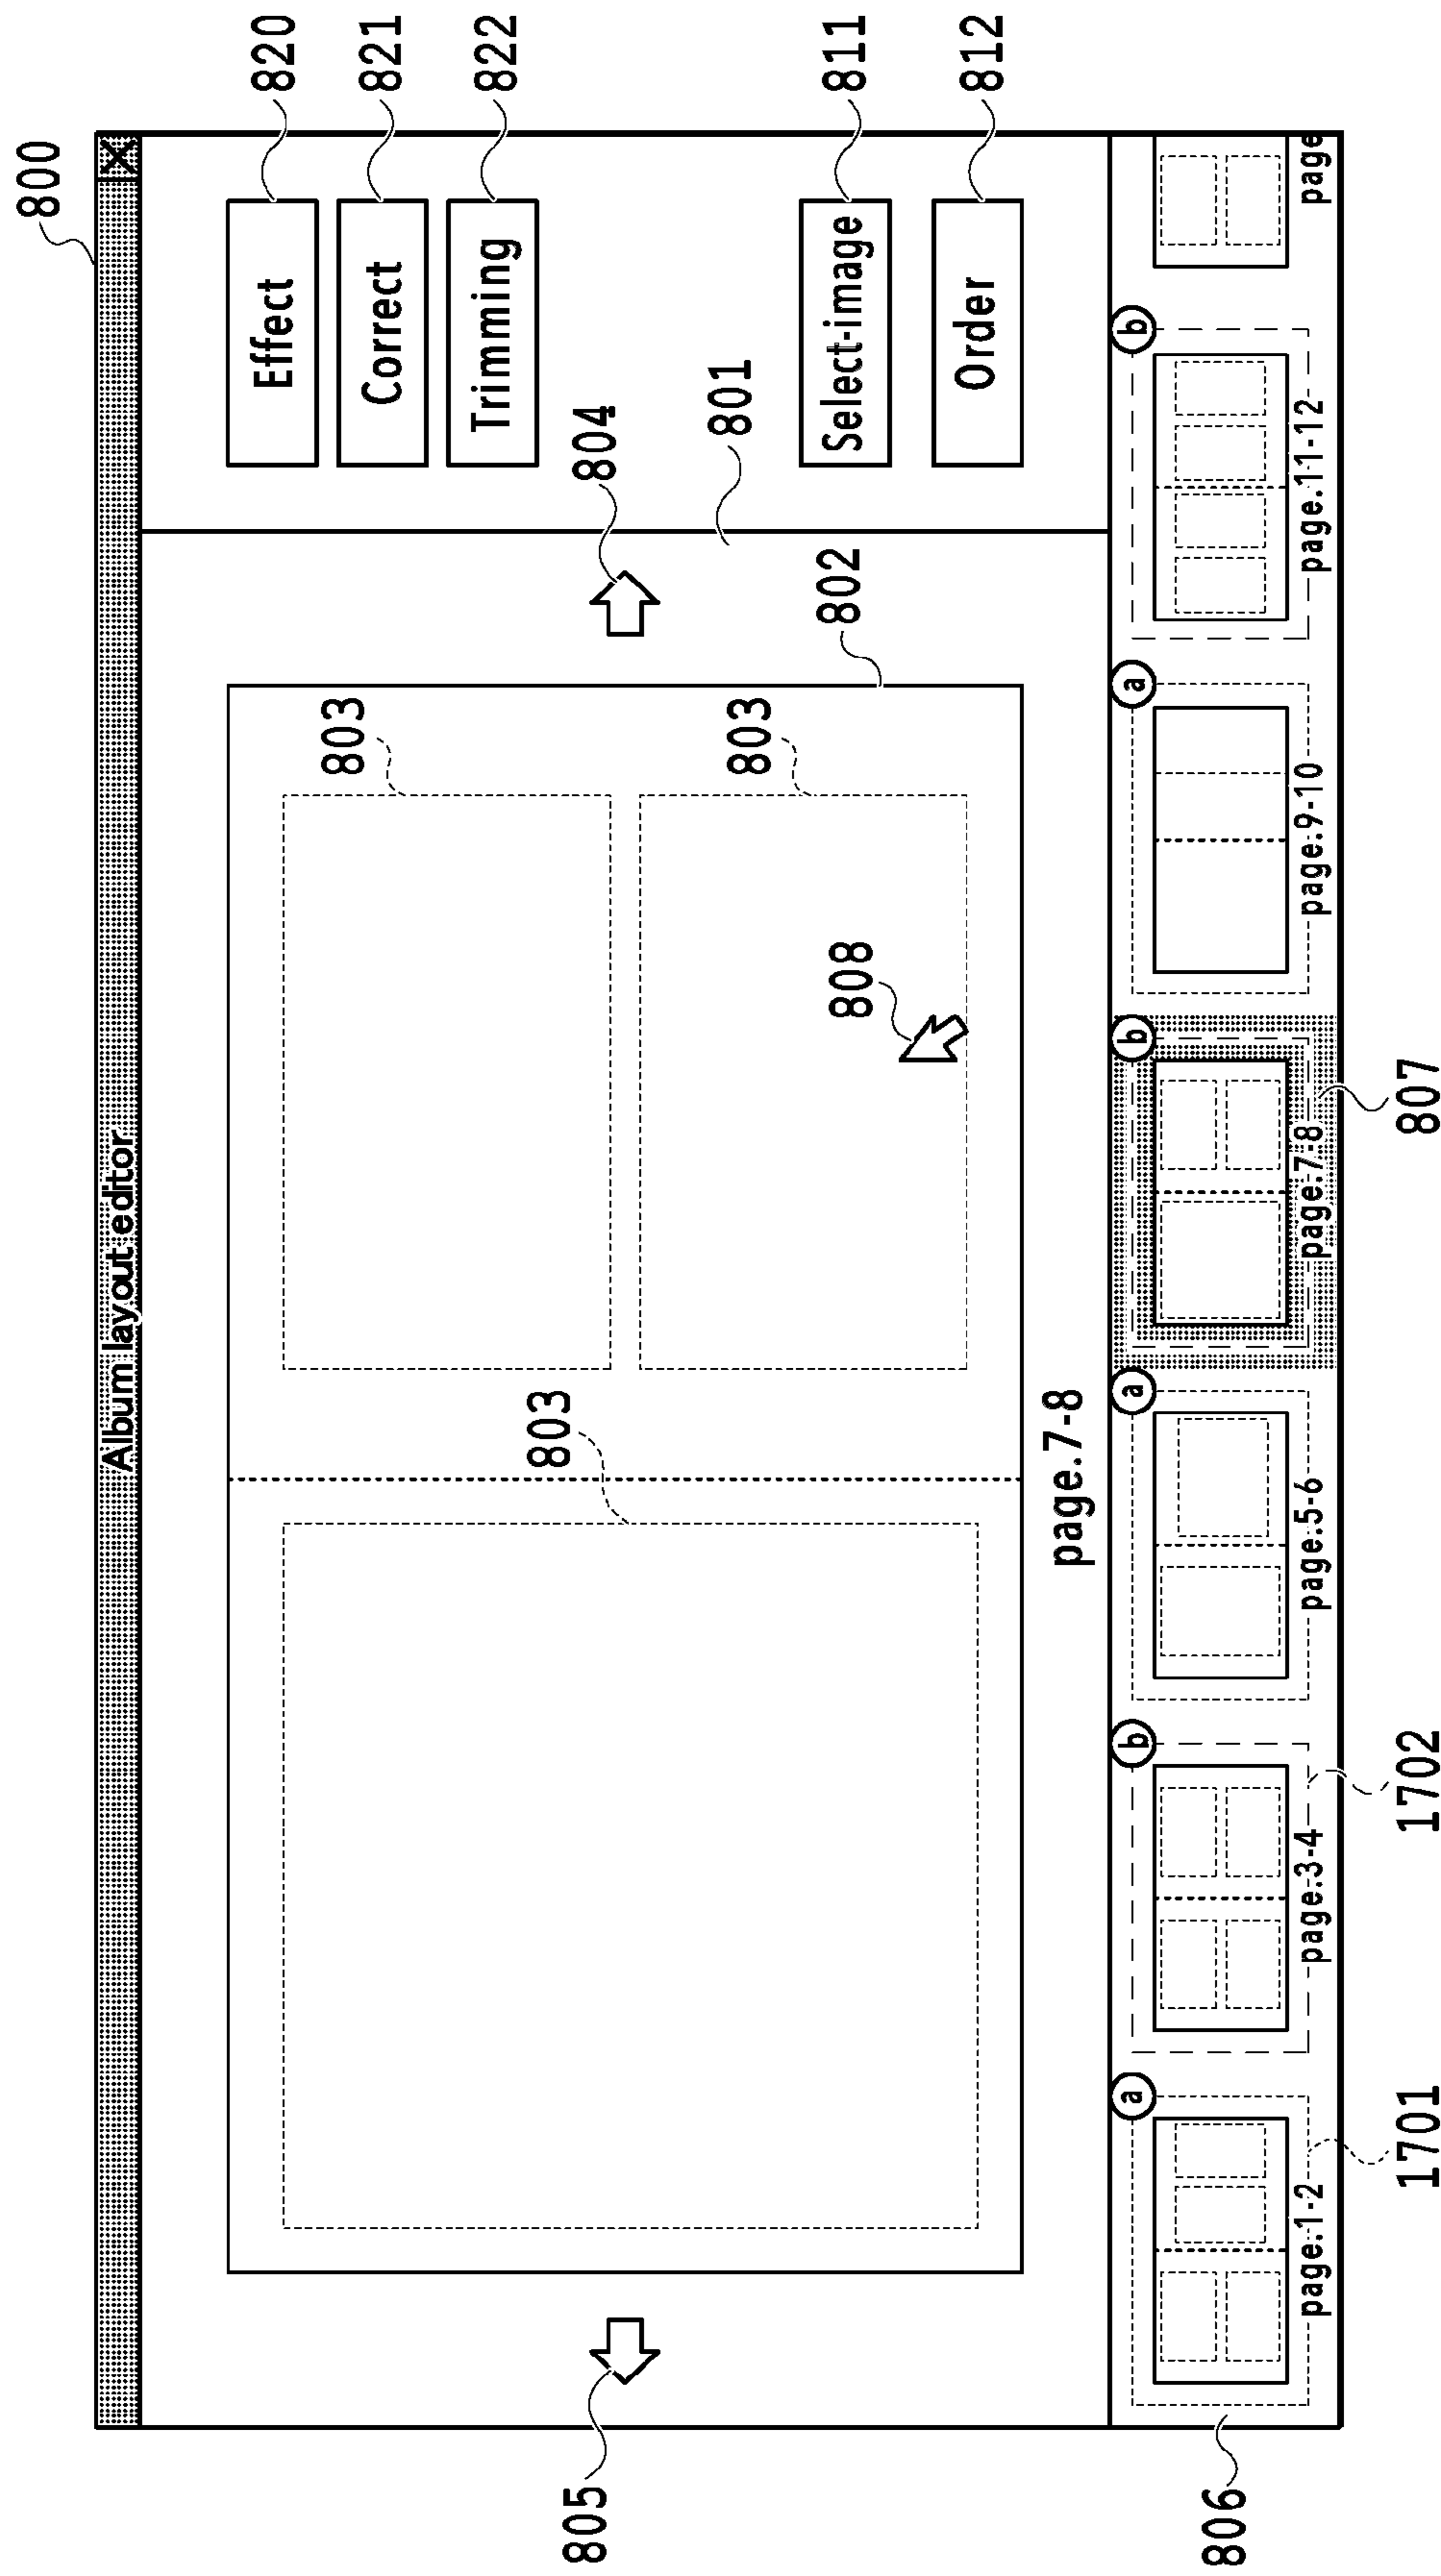 800
Album layout editor
X
Effect
820
Correct
821
Trimming
822
803
804
805
803
803
801
Select-image
811
808
802
Order
812
page.7-8
a
b
a
b
a
b
page.1-2
page.3-4
page.5-6
page.7-8
page.9-10
page.11-12
page
806
1701
1702
807